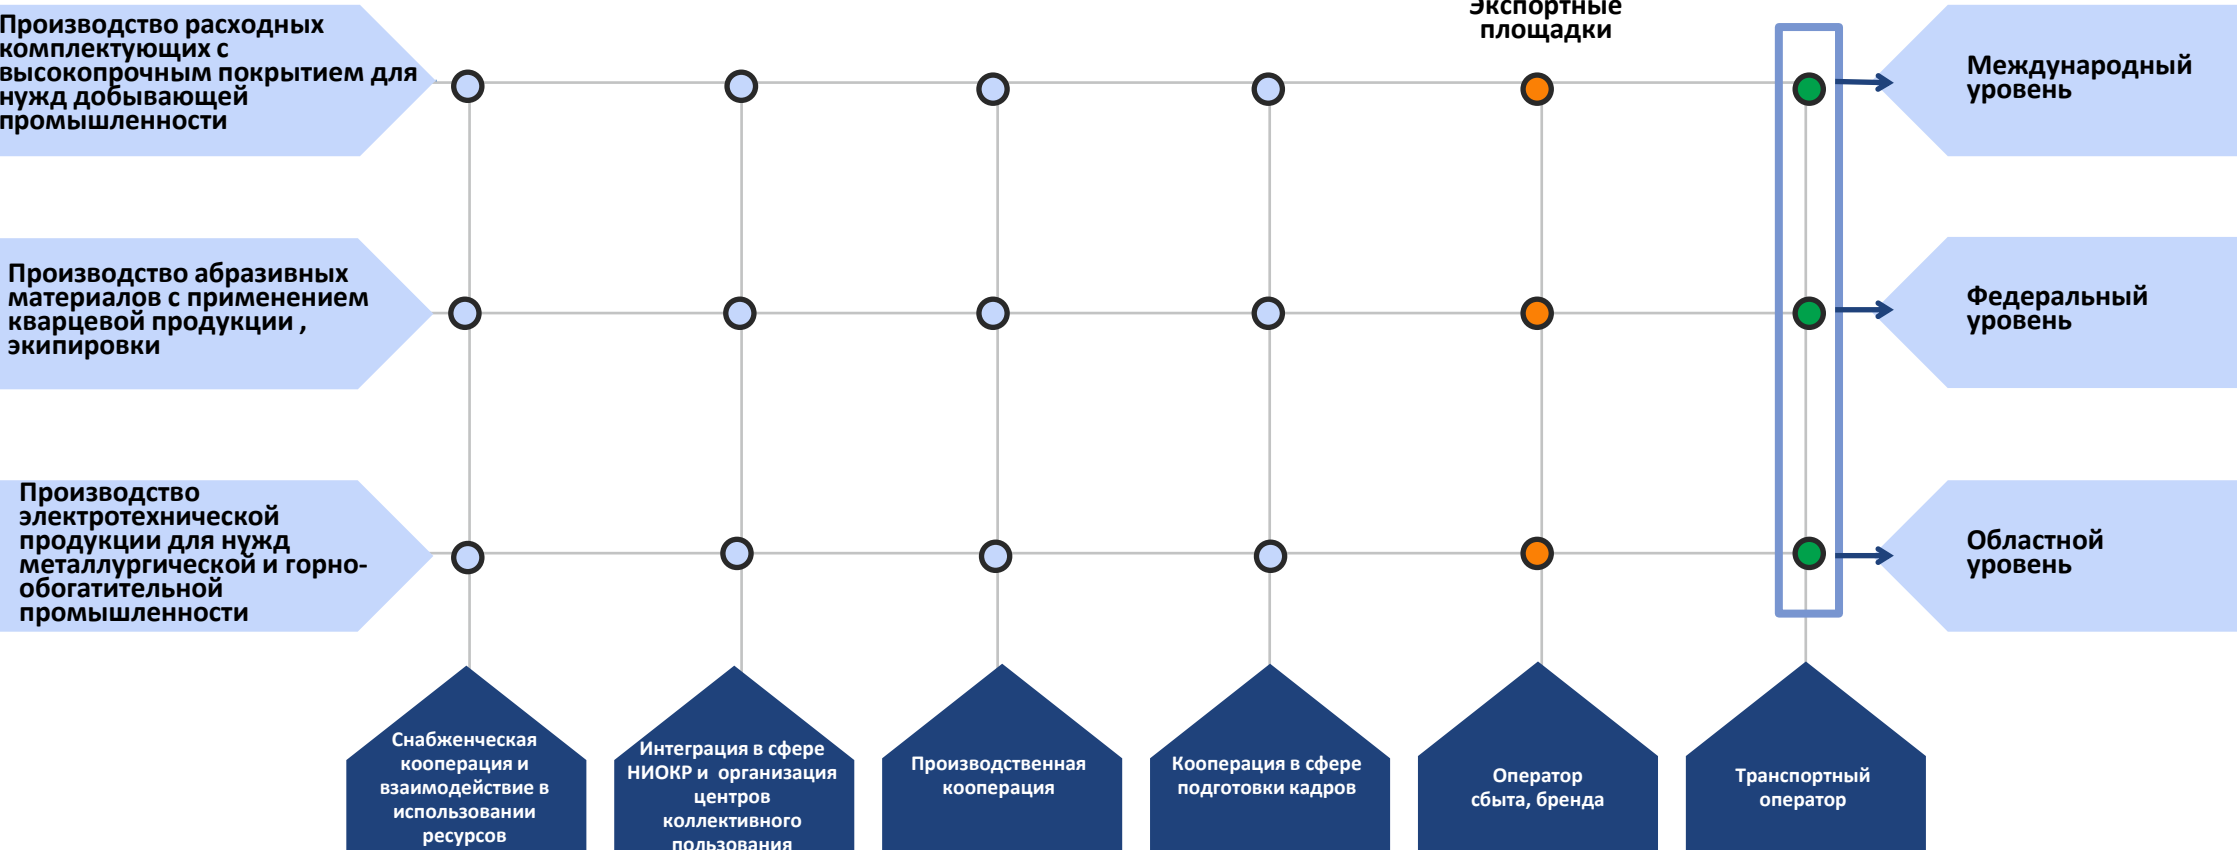 Производство расходных
комплектующих с
высокопрочным покрытием для
нужд добывающей
промышленности
Экспортные
площадки
Международный
уровень
Производство абразивных
материалов с применением
кварцевой продукции ,
экипировки
Федеральный
уровень
Производство
электротехнической
продукции для нужд
металлургической и горно-
обогатительной
промышленности
Областной
уровень
Снабженческая
кооперация и
взаимодействие в
использовании
ресурсов
Интеграция в сфере
НИОКР и организация
центров
коллективного
пользования
Производственная
кооперация
Кооперация в сфере
подготовки кадров
Оператор
сбыта, бренда
Транспортный
оператор